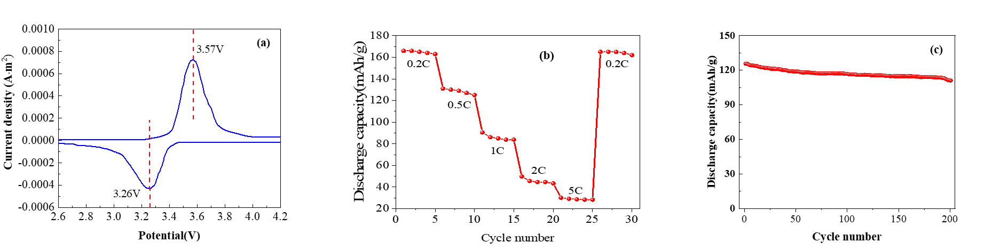 (a)
3.57V
3.26V
0.0010
0.0008
0.0006
0.0004
0.0002
0.0000
-0.0002
-0.0004
-0.0006
Current density (A·m²)
2.6 2.8 3.0 3.2 3.4 3.6 3.8 4.0 4.2
Potential(V)
(b)
180
160
140
120
100
80
60
40
20
Discharge capacity(mAh/g)
0.2C
0.5C
1C
2C
5C
0.2C
0 5 10 15 20 25 30
Cycle number
(c)
150
120
90
60
30
0
Discharge capacity(mAh/g)
0 50 100 150 200
Cycle number